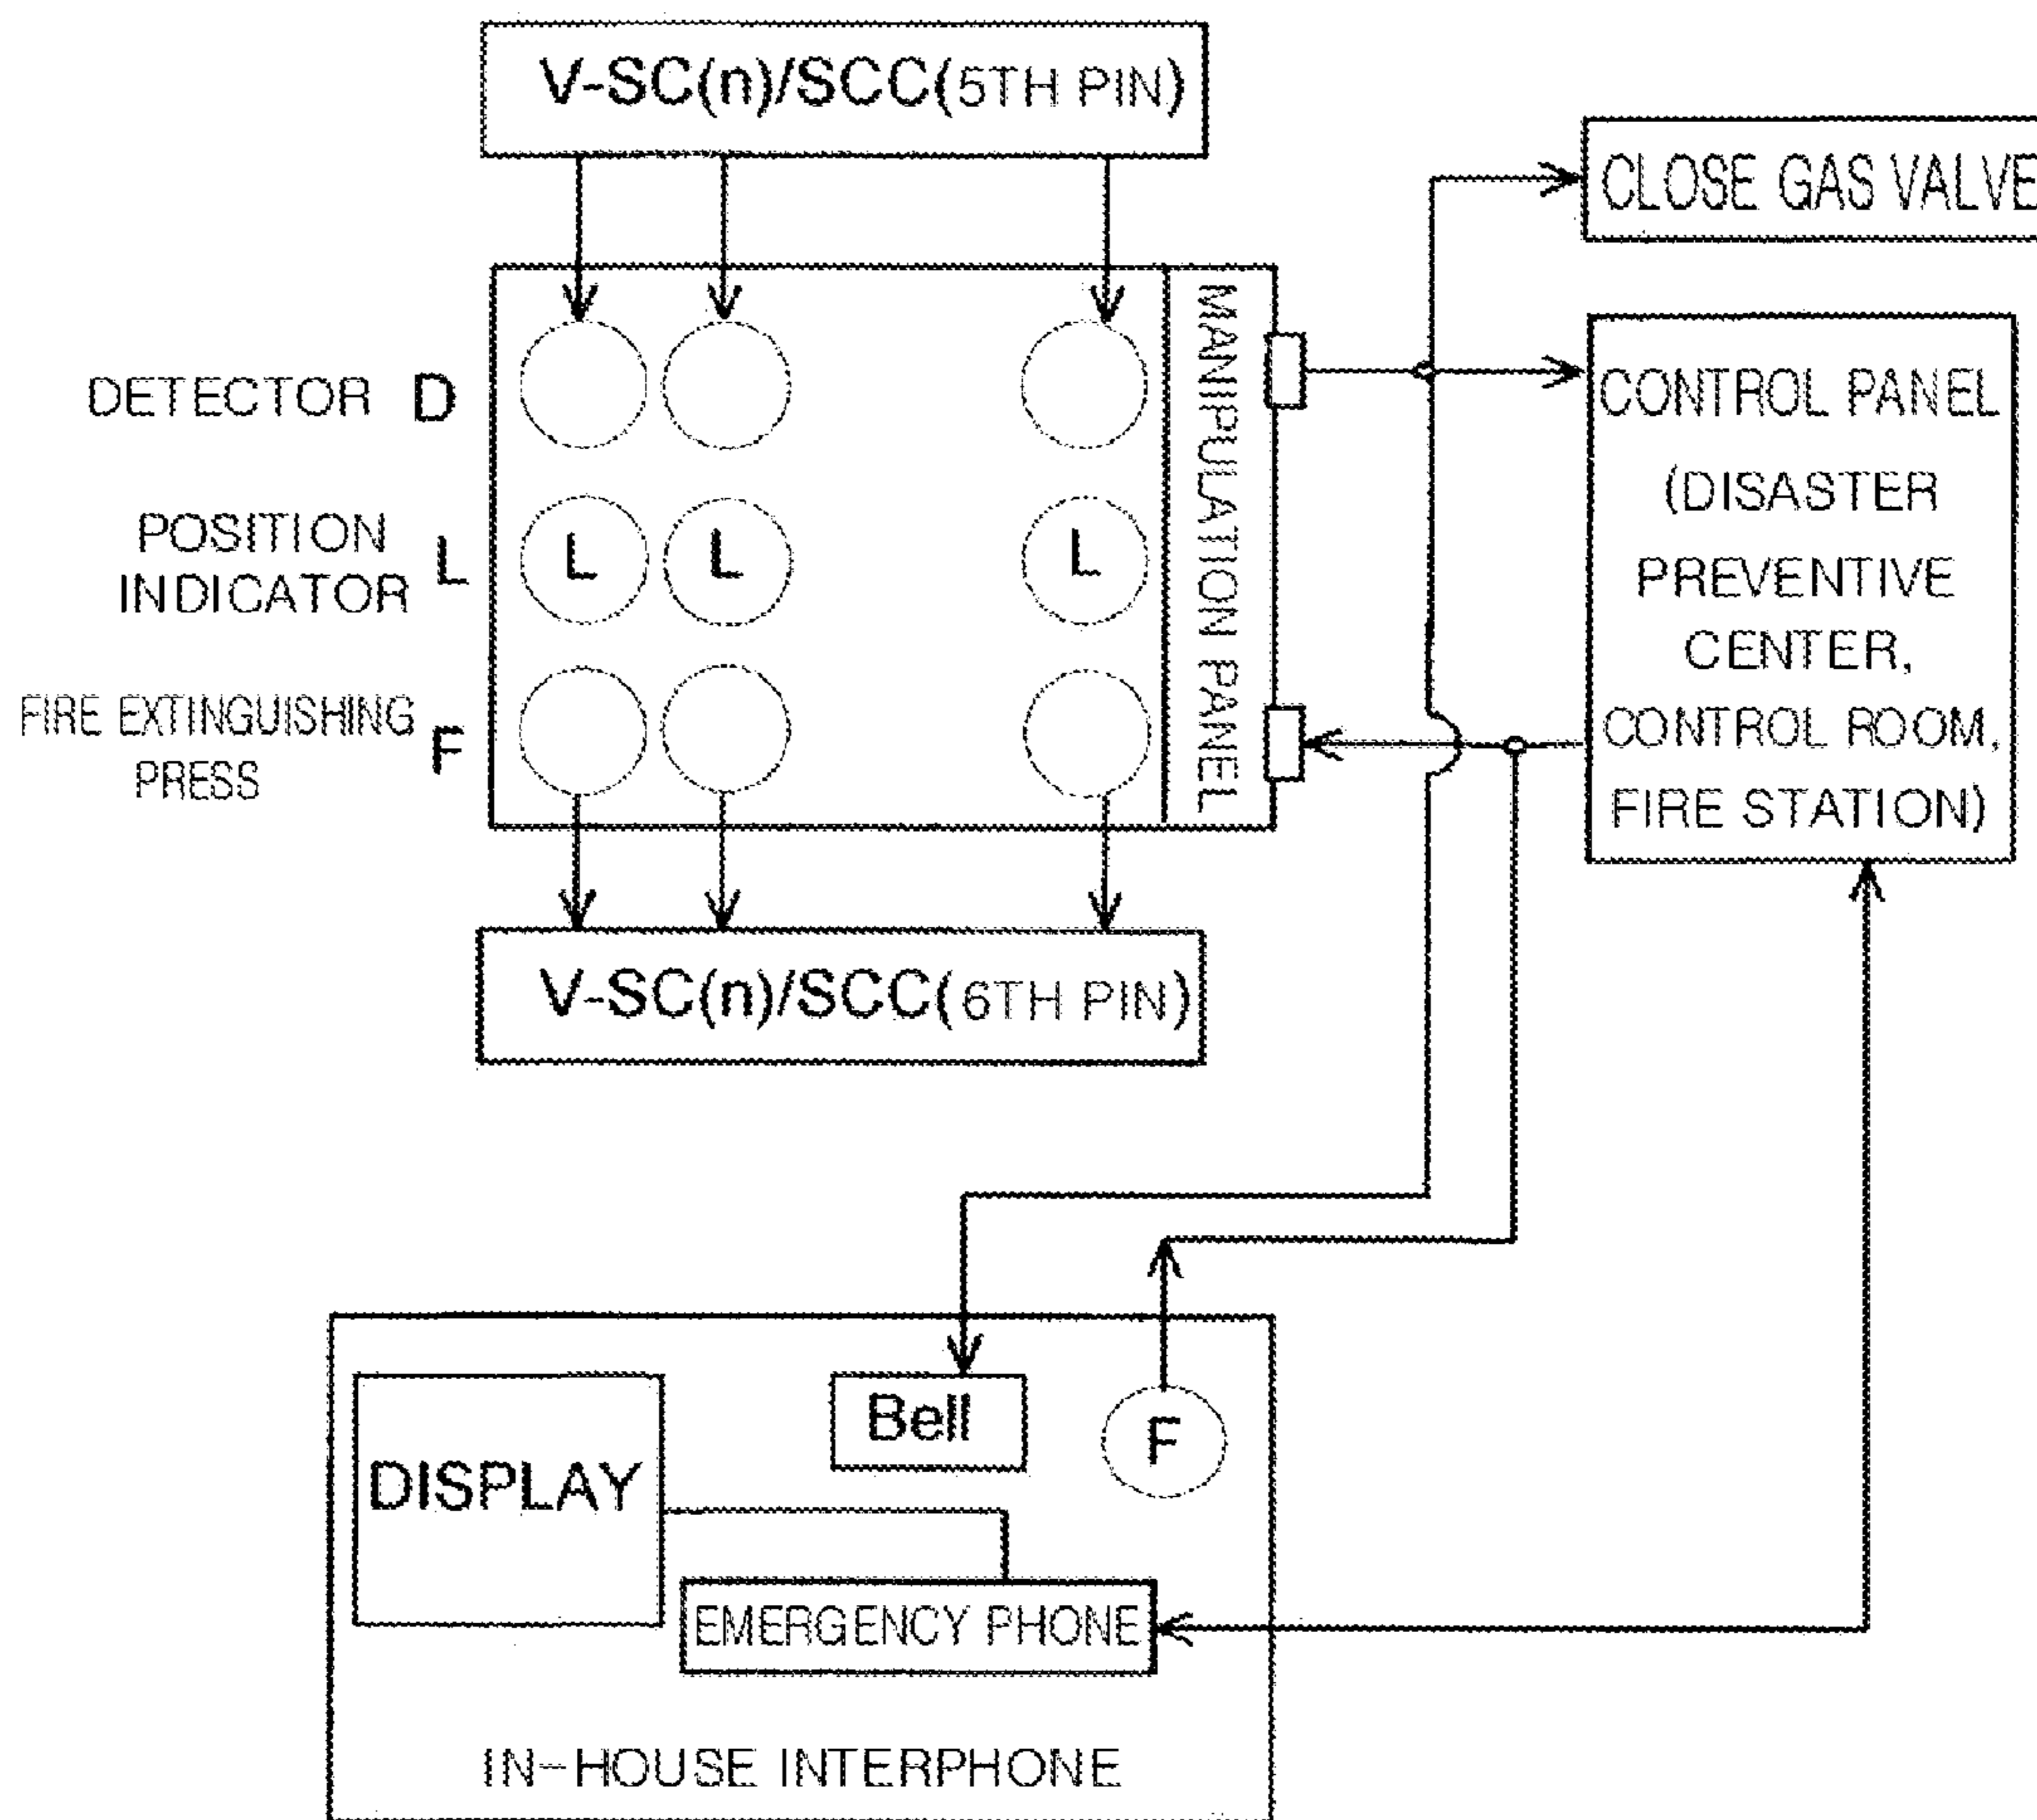 V-SC(n)/SCC(5TH PIN)
CLOSE GAS VALVE
DETECTOR D
POSITION
INDICATOR L
L L L
FIRE EXTINGUISHING
PRESS F
MANIPULATION PANEL
CONTROL PANEL
(DISASTER
PREVENTIVE
CENTER,
CONTROL ROOM,
FIRE STATION)
V-SC(n)/SCC(6TH PIN)
Bell
F
DISPLAY
EMERGENCY PHONE
IN-HOUSE INTERPHONE